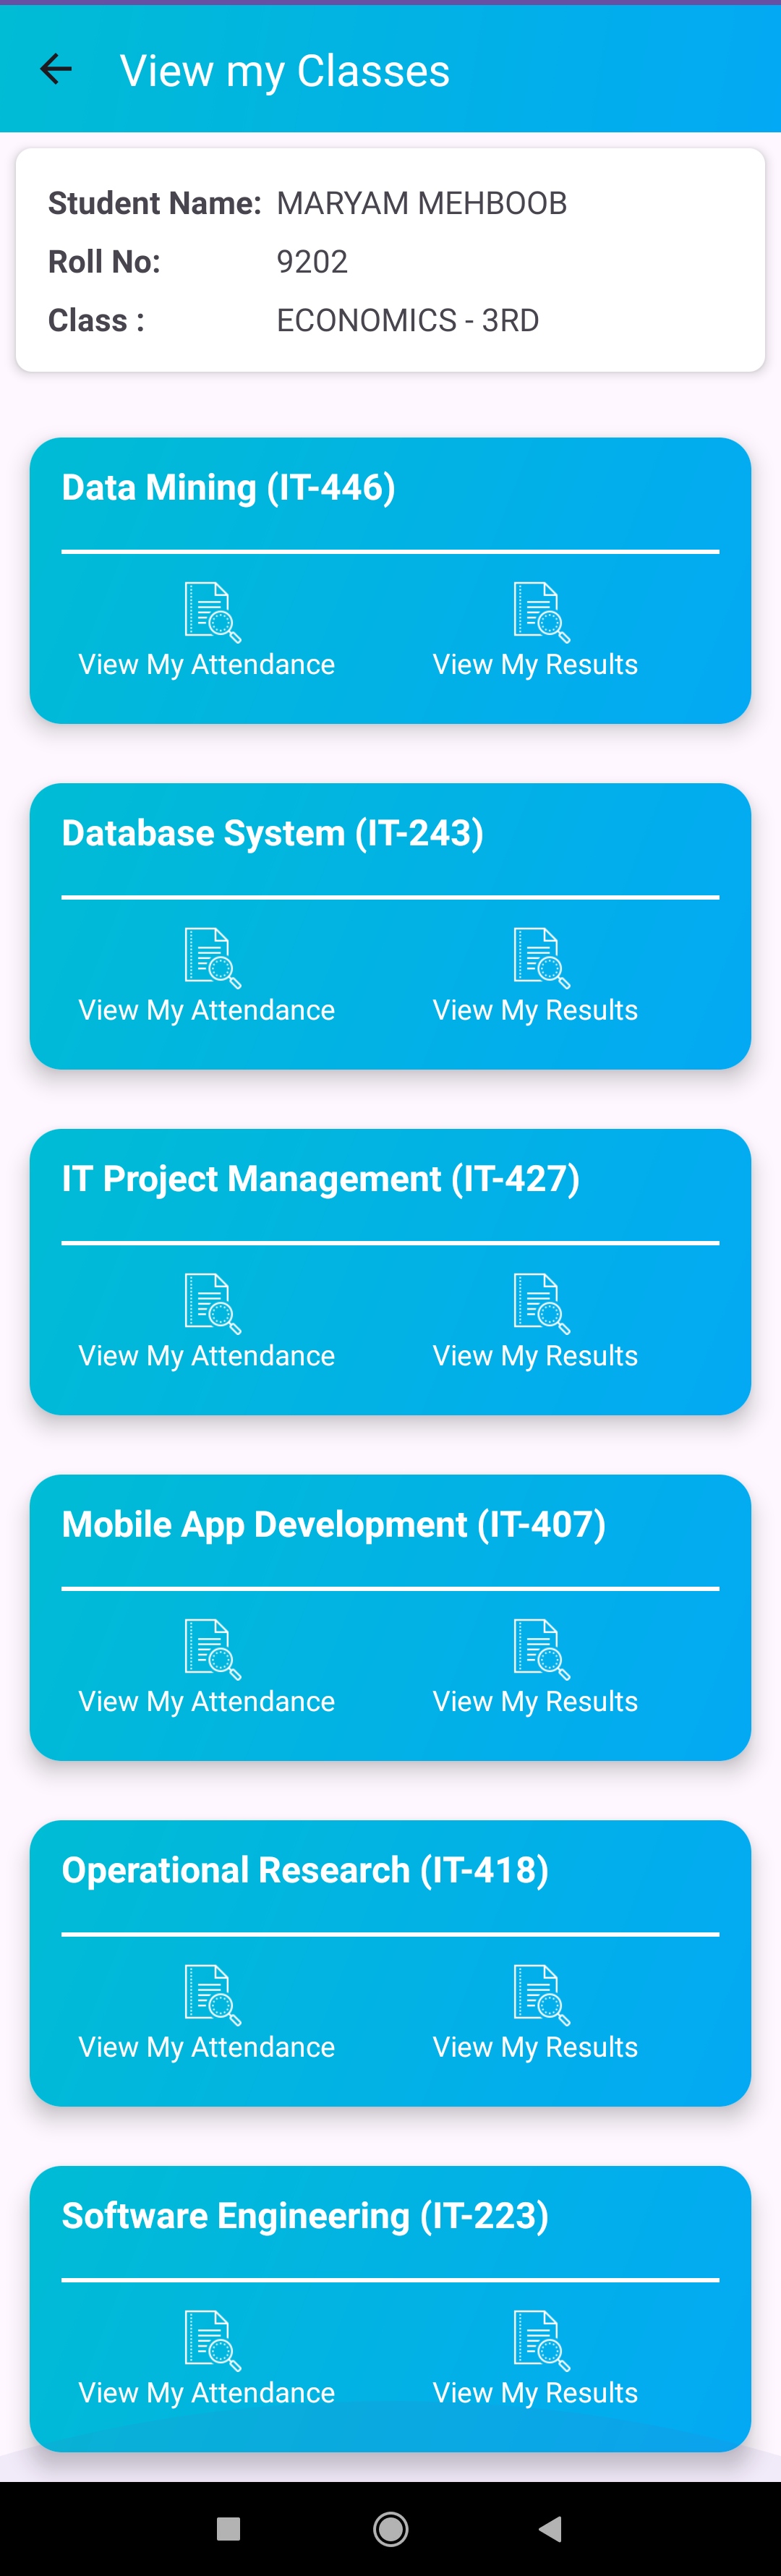 View my Classes
Student Name: MARYAM MEHBOOB
Roll No: 9202
Class : ECONOMICS - 3RD
Data Mining (IT-446)
View My Attendance View My Results
Database System (IT-243)
View My Attendance View My Results
IT Project Management (IT-427)
View My Attendance View My Results
Mobile App Development (IT-407)
View My Attendance View My Results
Operational Research (IT-418)
View My Attendance View My Results
Software Engineering (IT-223)
View My Attendance View My Results